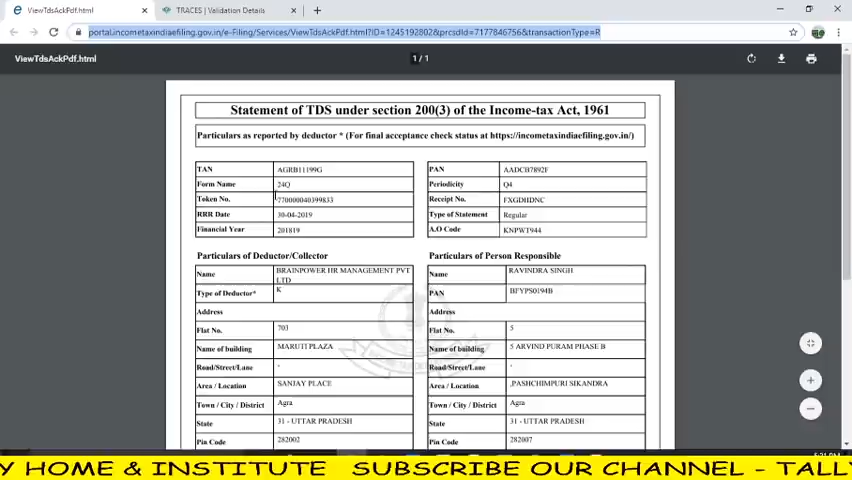 ViewTdsAckPdf.html
TRACES | Validation Details
portal.incometaxindiaefiling.gov.in/e-Filing/Services/ViewTdsAckPdf.html?ID=1245192802&prcsdId=7177846756&transactionType=R
ViewTdsAckPdf.html 1 / 1
Statement of TDS under section 200(3) of the Income-tax Act, 1961
Particulars as reported by deductor * (For final acceptance check status at https://incometaxindiaefiling.gov.in/)
TAN AGRB11199G PAN AADCB7892F
Form Name 24Q Periodicity Q4
Token No. 770000040399833 Receipt No. FXGDHDNC
RRR Date 30-04-2019 Type of Statement Regular
Financial Year 201819 A.O Code KNPWT944
Particulars of Deductor/Collector Particulars of Person Responsible
Name BRAINPOWER HR MANAGEMENT PVT LTD Name RAVINDRA SINGH
Type of Deductor* K PAN BFYPS0194B
Address Address
Flat No. 703 Flat No. 5
Name of building MARUTI PLAZA Name of building 5 ARVIND PURAM PHASE B
Road/Street/Lane - Road/Street/Lane -
Area / Location SANJAY PLACE Area / Location ,PASHCHIMPURI SIKANDRA
Town / City / District Agra Town / City / District Agra
State 31 - UTTAR PRADESH State 31 - UTTAR PRADESH
Pin Code 282002 Pin Code 282007
Y HOME & INSTITUTE SUBSCRIBE OUR CHANNEL - TALLY